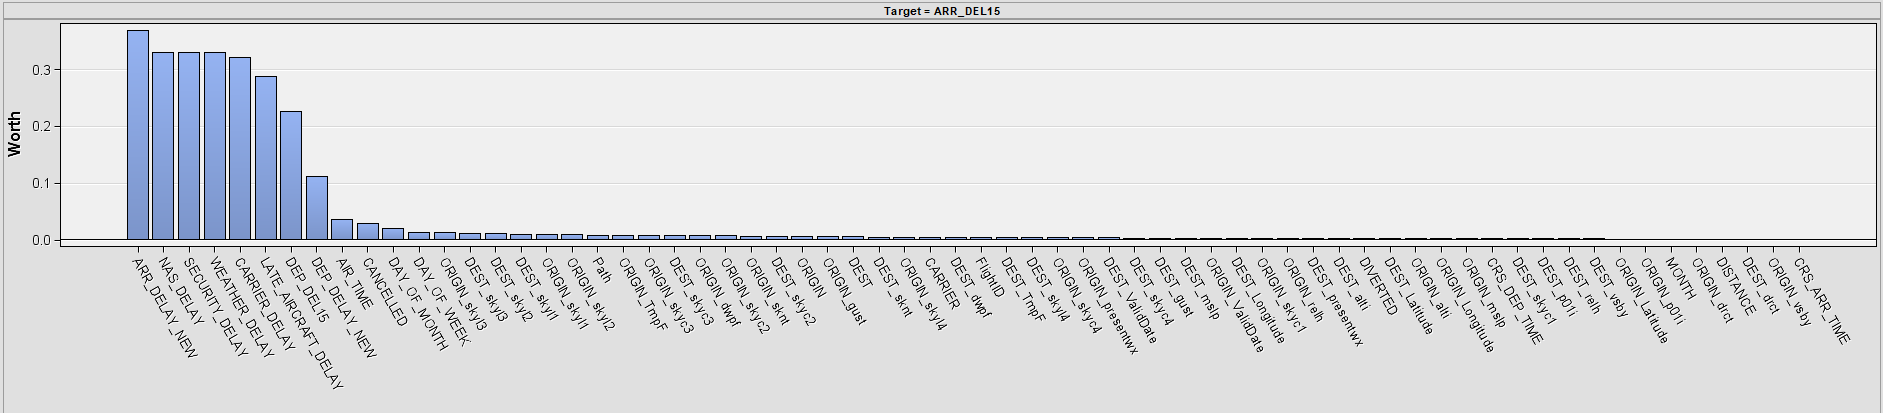 Target = ARR_DEL15
Worth
0.3
0.2
0.1
0.0
ARR_DELAY_NEW
NAS_DELAY
SECURITY_DELAY
WEATHER_DELAY
CARRIER_DELAY
LATE_AIRCRAFT_DELAY
DEP_DEL15
DEP_DELAY_NEW
AIR_TIME
CANCELLED
DAY_OF_MONTH
DAY_OF_WEEK
ORIGIN_skyl3
DEST_skyl3
DEST_skyl2
DEST_skyl1
ORIGIN_skyl1
ORIGIN_skyl2
Path
ORIGIN_TmpF
ORIGIN_skyc3
DEST_skyc3
ORIGIN_dwpf
ORIGIN_skyc2
ORIGIN_sknt
DEST_skyc2
ORIGIN
ORIGIN_gust
DEST
DEST_sknt
ORIGIN_skyl4
CARRIER
DEST_dwpf
FlightID
DEST_TmpF
DEST_skyl4
ORIGIN_skyc4
ORIGIN_presentwx
DEST_ValidDate
DEST_skyc4
DEST_gust
DEST_mslp
ORIGIN_ValidDate
DEST_Longitude
ORIGIN_skyc1
ORIGIN_relh
DEST_presentwx
DEST_alti
DIVERTED
DEST_Latitude
ORIGIN_alti
ORIGIN_Longitude
ORIGIN_mslp
CRS_DEP_TIME
DEST_skyc1
DEST_p01i
DEST_relh
DEST_vsby
ORIGIN_Latitude
ORIGIN_p01i
MONTH
ORIGIN_drct
DISTANCE
DEST_drct
ORIGIN_vsby
CRS_ARR_TIME